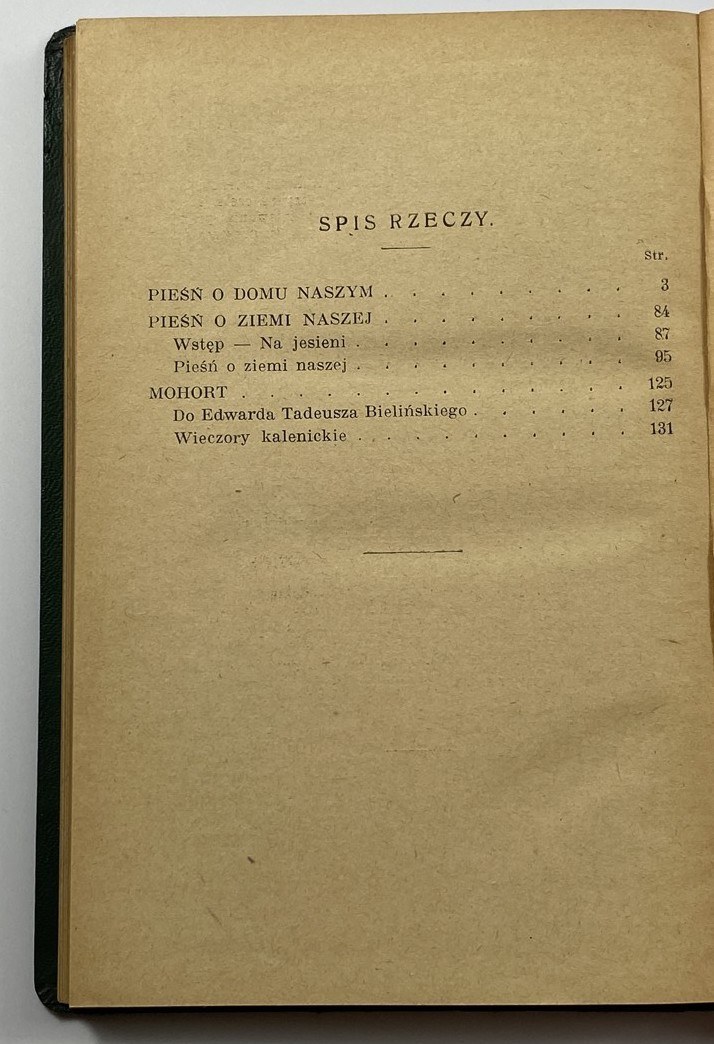 SPIS RZECZY.
Str.
PIEŚŃ O DOMU NASZYM . . . . . . . . . 3
PIEŚŃ O ZIEMI NASZEJ . . . . . . . . . 84
Wstęp — Na jesieni . . . . . . . . . . 87
Pieśń o ziemi naszej . . . . . . . . . . 95
MOHORT . . . . . . . . . . . . . . 125
Do Edwarda Tadeusza Bielińskiego . . . . . . 127
Wieczory kalenickie . . . . . . . . . . 131